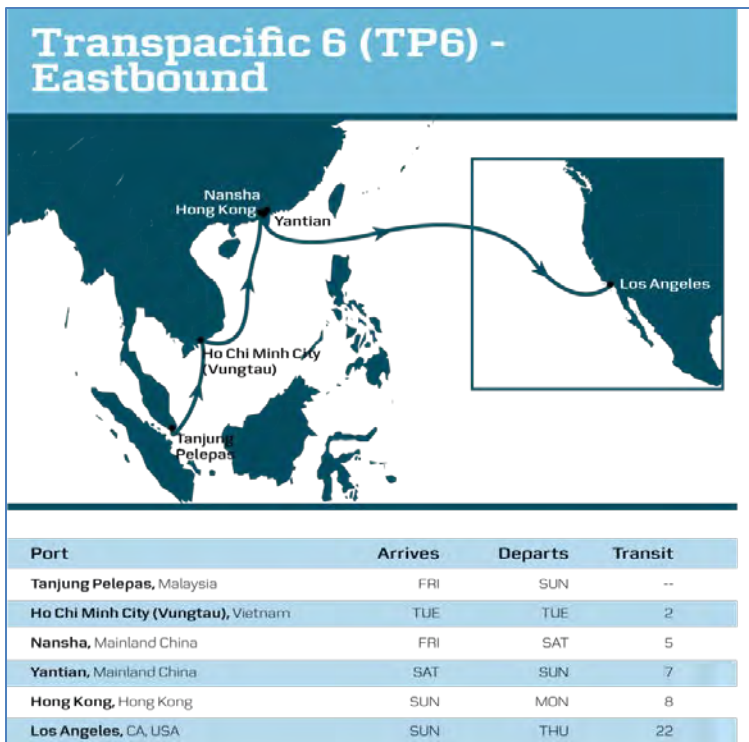 Transpacific 6 (TP6) -
Eastbound
Nansha
Hong Kong
Yantian
Los Angeles
Ho Chi Minh City
(Vungtau)
Tanjung
Pelepas
Port Arrives Departs Transit
Tanjung Pelepas, Malaysia FRI SUN --
Ho Chi Minh City (Vungtau), Vietnam TUE TUE 2
Nansha, Mainland China FRI SAT 5
Yantian, Mainland China SAT SUN 7
Hong Kong, Hong Kong SUN MON 8
Los Angeles, CA, USA SUN THU 22